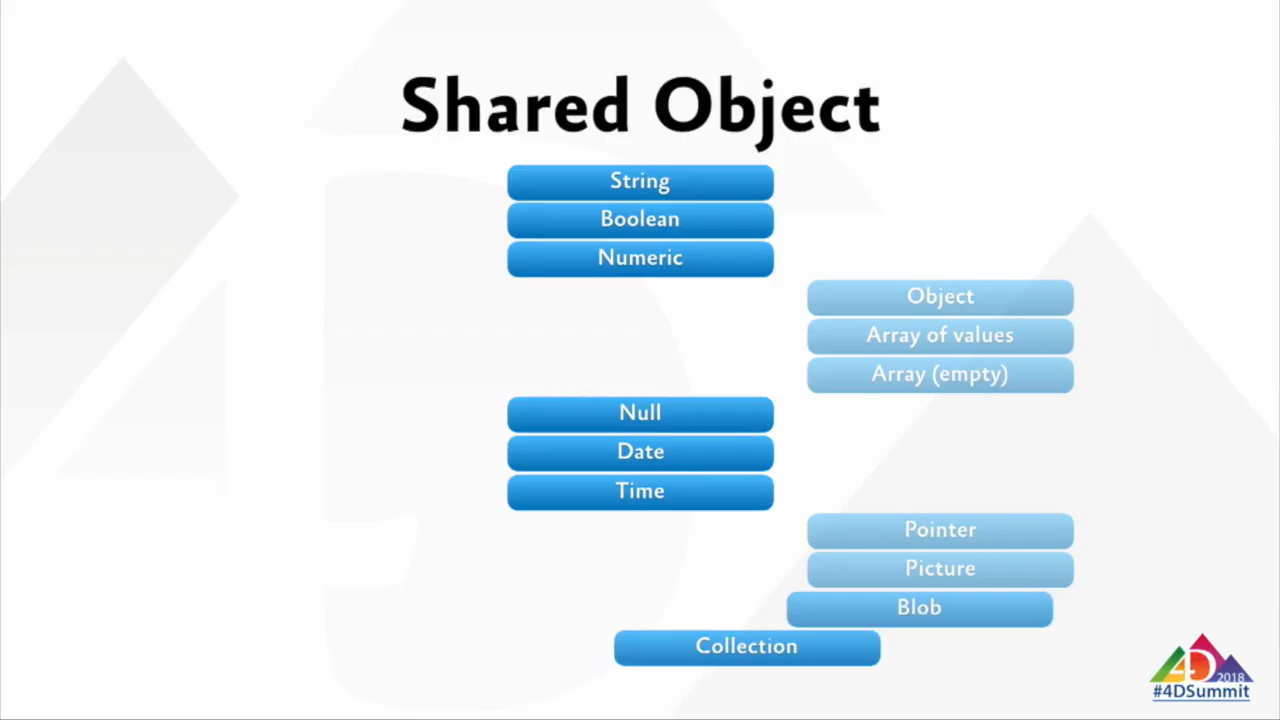 Shared Object
String
Boolean
Numeric
Object
Array of values
Array (empty)
Null
Date
Time
Pointer
Picture
Blob
Collection
4D
2018
#4DSummit